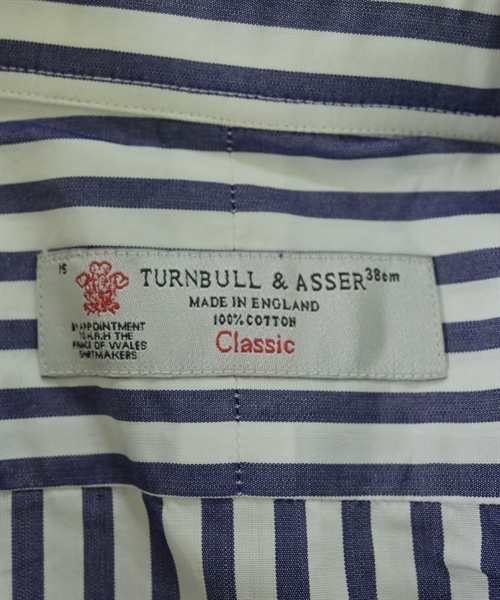 15
TURNBULL & ASSER 38cm
MADE IN ENGLAND
100% COTTON
Classic
BY APPOINTMENT
TO H.R.H THE
PRINCE OF WALES
SHIRTMAKERS